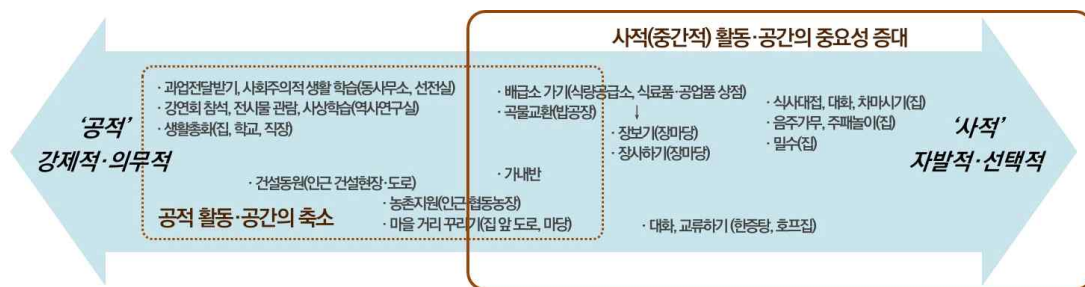 사적(중간적) 활동·공간의 중요성 증대
'공적'
강제적·의무적
· 과업전달받기, 사회주의적 생활 학습(동사무소, 선전실)
· 강연회 참석, 전시물 관람, 사상학습(역사연구실)
· 생활총화(집, 학교, 직장)
· 건설동원(인근 건설현장·도로)
· 농촌지원(인근 협동농장)
· 마을 거리 꾸리기(집 앞 도로, 마당)
공적 활동·공간의 축소
· 배급소 가기(식량공급소, 식료품·공업품 상점)
· 곡물교환(밥공장)
↓
· 장보기(장마당)
· 장사하기(장마당)
· 가내반
· 식사대접, 대화, 차마시기(집)
· 음주가무, 주패놀이(집)
· 밀수(집)
· 대화, 교류하기 (한증탕, 호프집)
'사적'
자발적·선택적